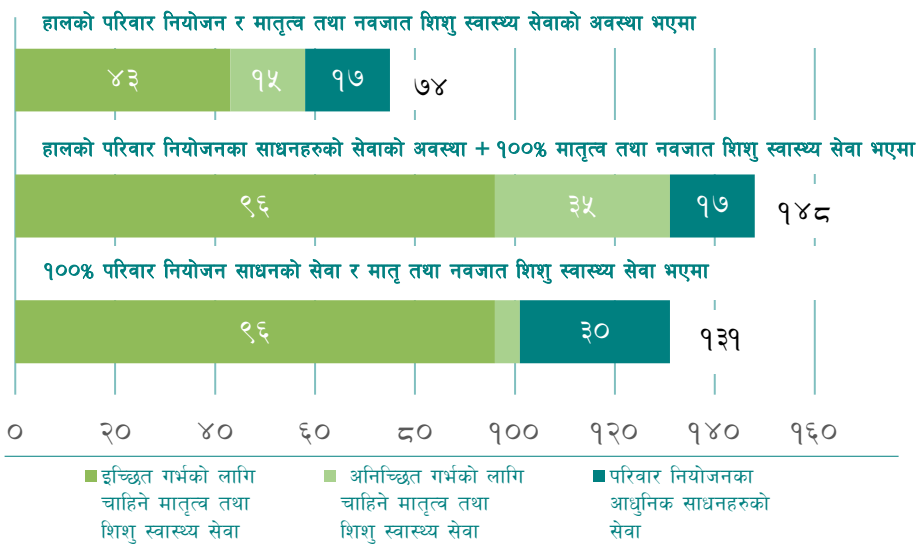 हालको परिवार नियोजन र मातृत्व तथा नवजात शिशु स्वास्थ्य सेवाको अवस्था भएमा
४३ १५ १७ ७४
हालको परिवार नियोजनका साधनहरुको सेवाको अवस्था + १००% मातृत्व तथा नवजात शिशु स्वास्थ्य सेवा भएमा
९६ ३५ १७ १४८
१००% परिवार नियोजन साधनको सेवा र मातृ तथा नवजात शिशु स्वास्थ्य सेवा भएमा
९६ ३० १३१
० २० ४० ६० ८० १०० १२० १४० १६०
इच्छित गर्भको लागि
चाहिने मातृत्व तथा
शिशु स्वास्थ्य सेवा
अनिच्छित गर्भको लागि
चाहिने मातृत्व तथा
शिशु स्वास्थ्य सेवा
परिवार नियोजनका
आधुनिक साधनहरुको
सेवा